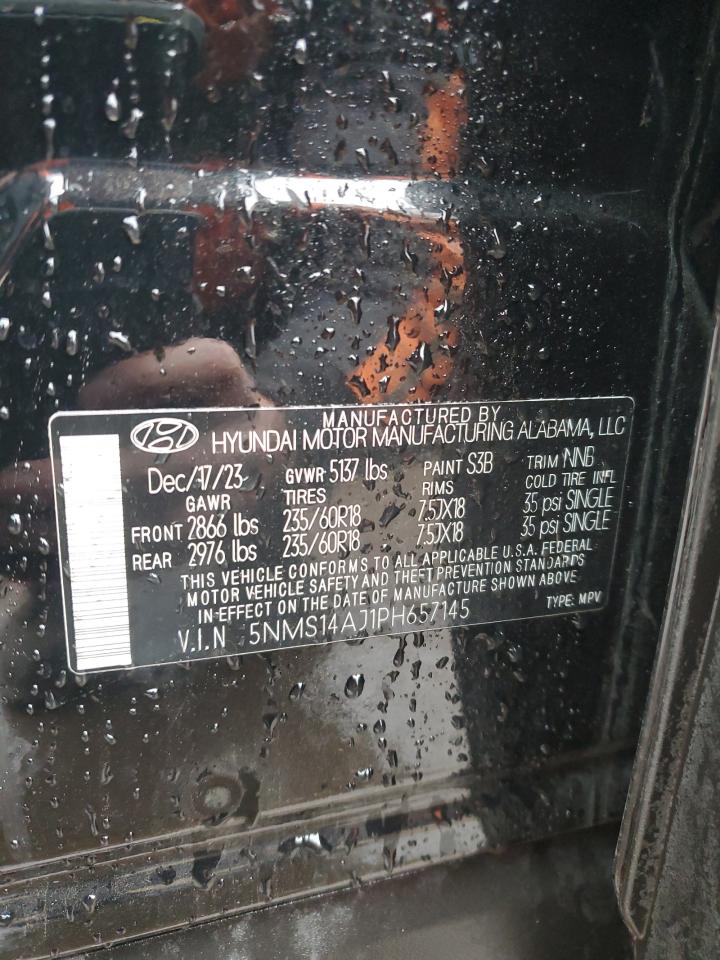 MANUFACTURED BY
HYUNDAI MOTOR MANUFACTURING ALABAMA, LLC
Dec/17/23 GVWR 5137 lbs PAINT S3B TRIM NNB
GAWR TIRES RIMS COLD TIRE INFL
FRONT 2866 lbs 235/60R18 7.5JX18 35 psi SINGLE
REAR 2976 lbs 235/60R18 7.5JX18 35 psi SINGLE
THIS VEHICLE CONFORMS TO ALL APPLICABLE U.S.A. FEDERAL
MOTOR VEHICLE SAFETY AND THEFT PREVENTION STANDARDS
IN EFFECT ON THE DATE OF MANUFACTURE SHOWN ABOVE
V.I.N 5NMS14AJ1PH657145 TYPE: MPV